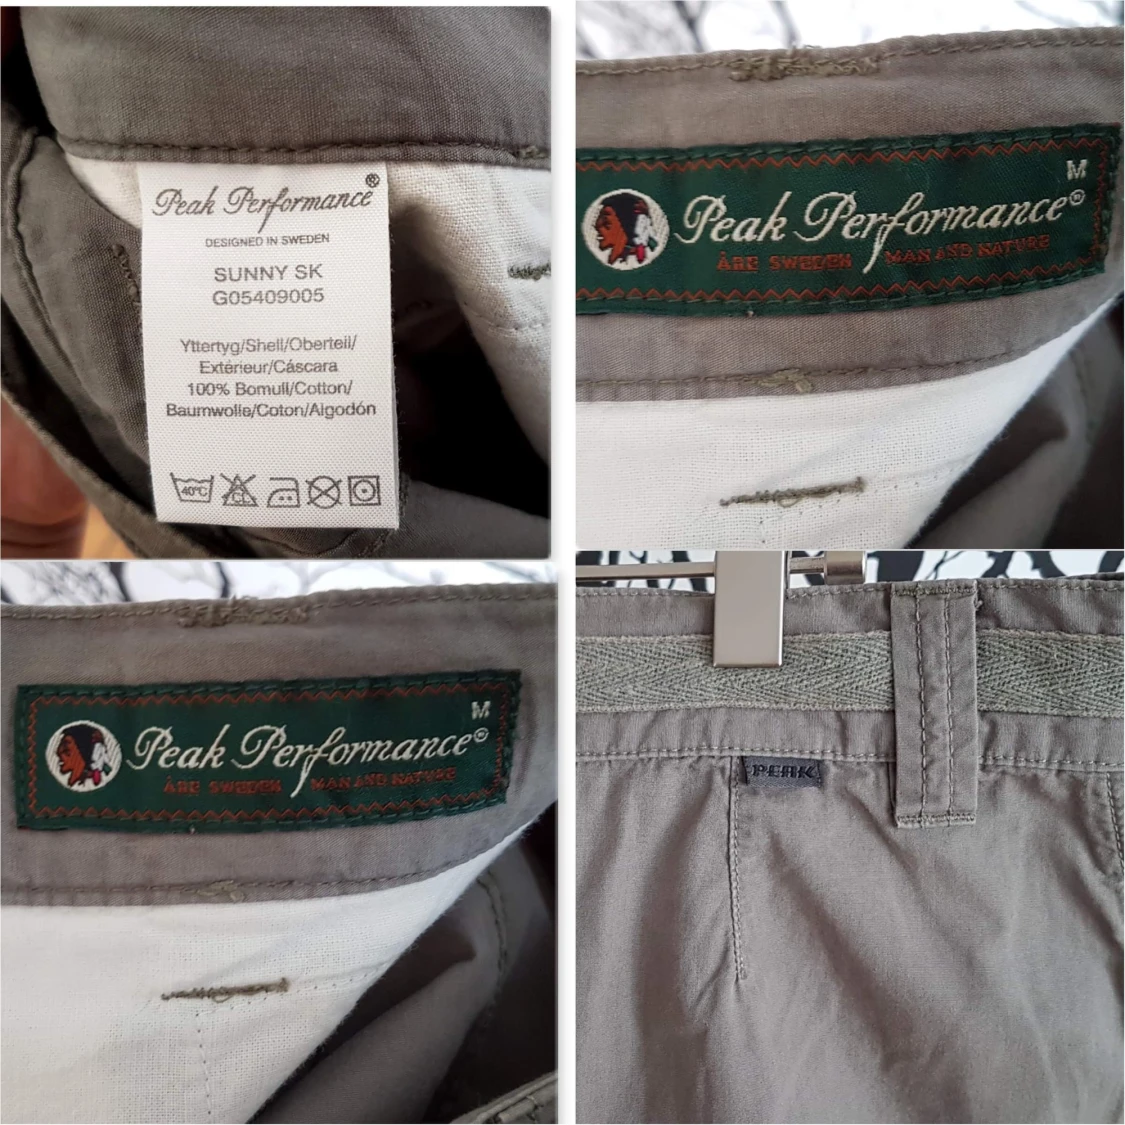 Peak Performance®
DESIGNED IN SWEDEN
SUNNY SK
G05409005
Yttertyg/Shell/Oberteil/
Extérieur/Cáscara
100% Bomull/Cotton/
Baumwolle/Coton/Algodón
40°C CL
M
Peak Performance®
ÅRE SWEDEN MAN AND NATURE
M
Peak Performance®
ÅRE SWEDEN MAN AND NATURE
PEAK